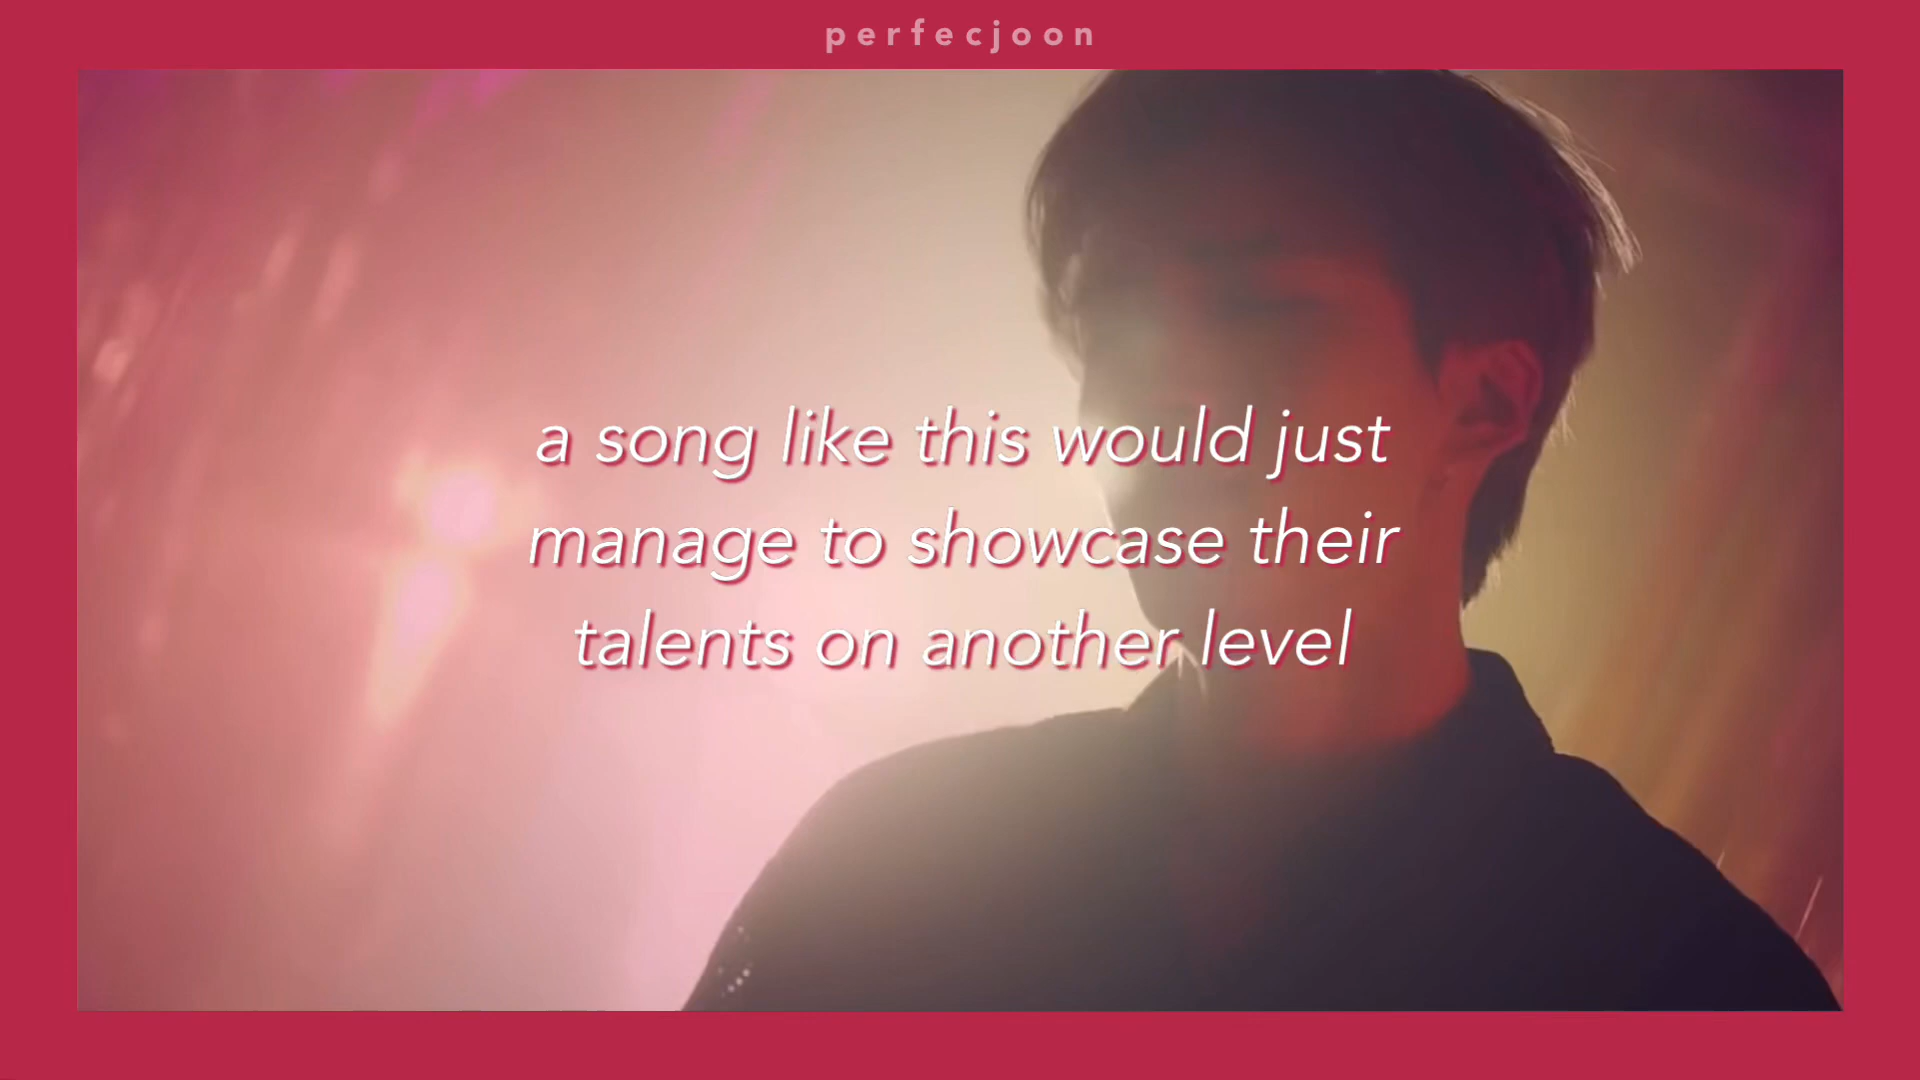 perfecjoon
a song like this would just
manage to showcase their
talents on another level